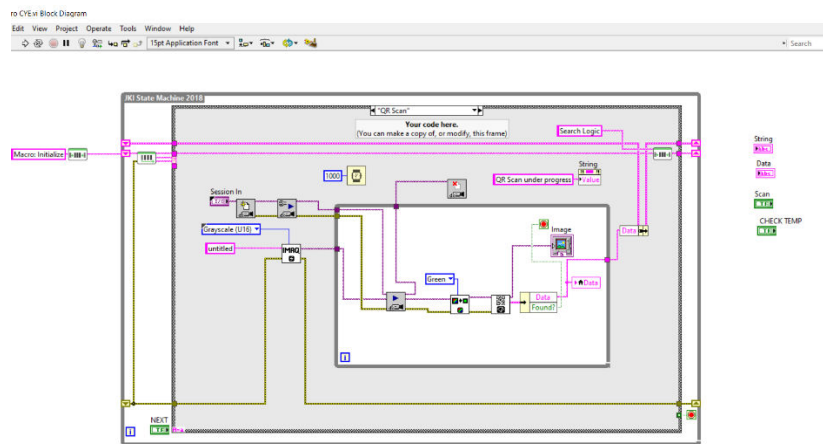 ro CYE.vi Block Diagram
Edit View Project Operate Tools Window Help
15pt Application Font
Search
JKI State Machine 2018
"QR Scan"
Your code here.
(You can make a copy of, or modify, this frame)
Search Logic
Macro: Initialize
String
Data
Scan
CHECK TEMP
1000
String
QR Scan under progress
Value
Session In
Grayscale (U16)
untitled
IMAQ
Image
Data
Green
Data
Data
Found?
i
NEXT
i